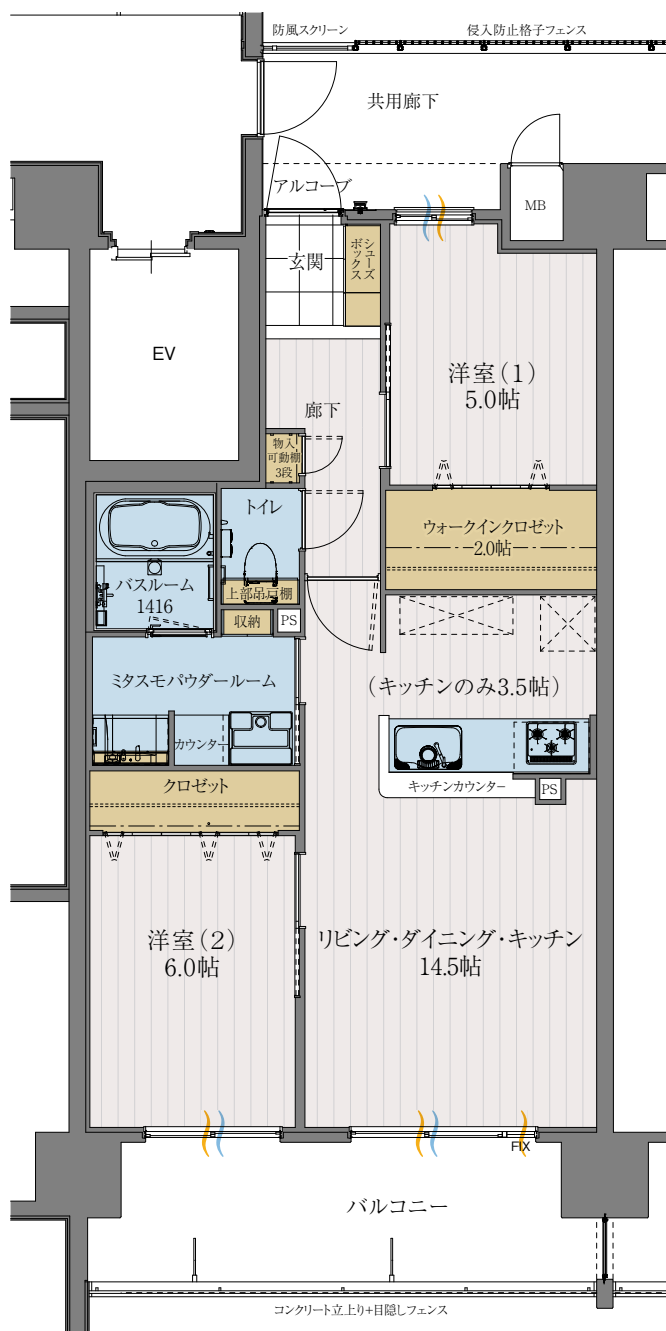 防風スクリーン
侵入防止格子フェンス
共用廊下
アルコーブ
MB
玄関
シューズ
ボックス
EV
洋室(1)
5.0帖
廊下
物入
可動棚
3段
トイレ
ウォークインクロゼット
2.0帖
バスルーム
1416
上部吊戸棚
収納
PS
ミタスモパウダールーム
(キッチンのみ3.5帖)
カウンター
クロゼット
キッチンカウンター
PS
洋室(2)
6.0帖
リビング・ダイニング・キッチン
14.5帖
FIX
バルコニー
コンクリート立上り+目隠しフェンス